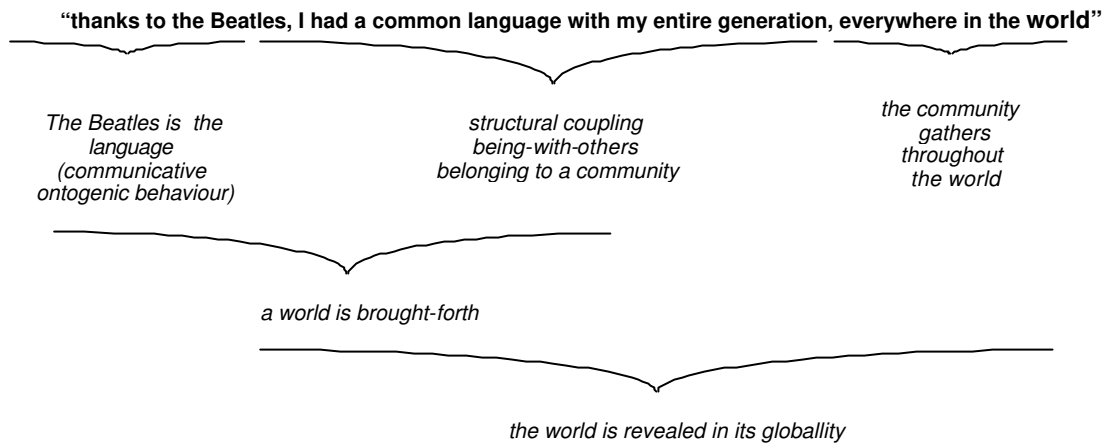 “thanks to the Beatles, I had a common language with my entire generation, everywhere in the world”
The Beatles is the
language
(communicative
ontogenic behaviour)
structural coupling
being-with-others
belonging to a community
the community
gathers
throughout
the world
a world is brought-forth
the world is revealed in its globallity